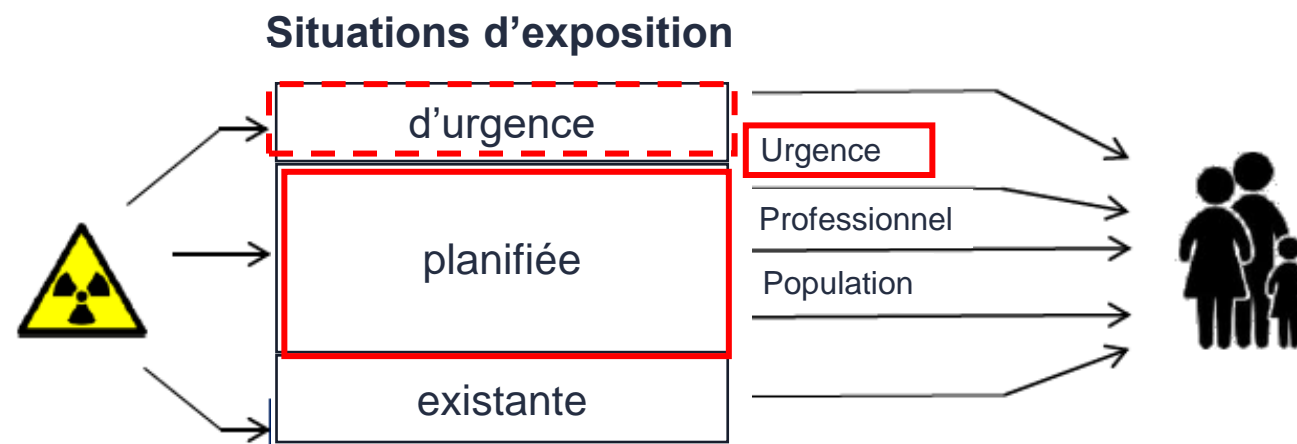 Situations d’exposition
d’urgence
Urgence
Professionnel
planifiée
Population
existante